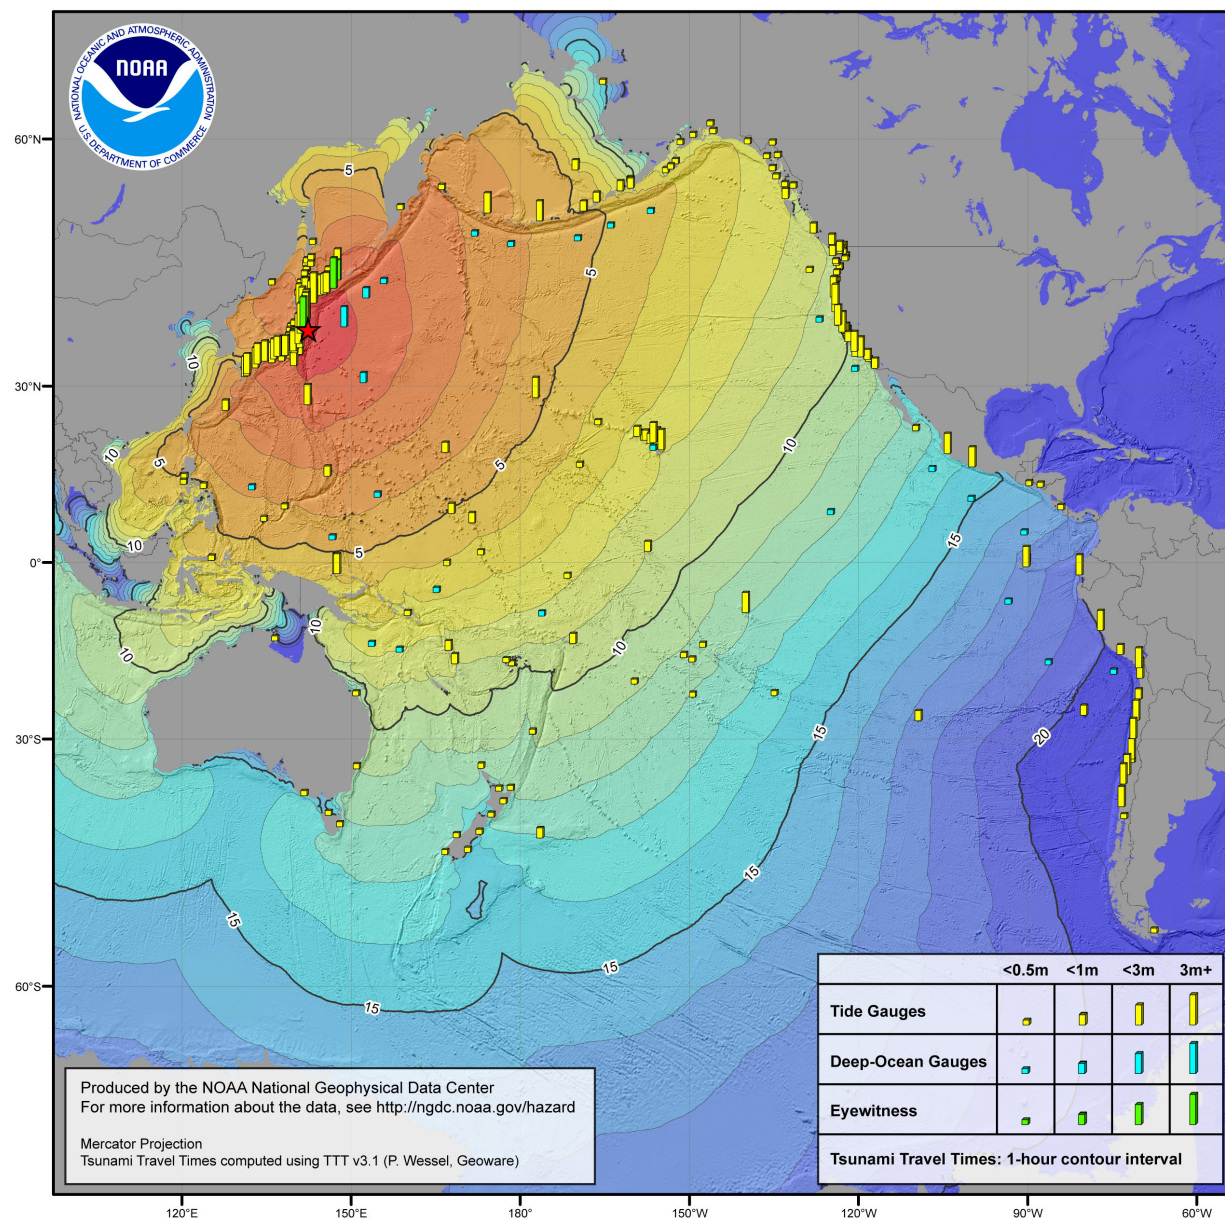 NATIONAL OCEANIC AND ATMOSPHERIC ADMINISTRATION
NOAA
U.S. DEPARTMENT OF COMMERCE
60°N
30°N
0°
30°S
60°S
5
5
10
10
5
5
10
5
10
15
10
10
10
15
20
15
15
15
15
<0.5m <1m <3m 3m+
Tide Gauges
Deep-Ocean Gauges
Eyewitness
Tsunami Travel Times: 1-hour contour interval
Produced by the NOAA National Geophysical Data Center
For more information about the data, see http://ngdc.noaa.gov/hazard
Mercator Projection
Tsunami Travel Times computed using TTT v3.1 (P. Wessel, Geoware)
120°E 150°E 180° 150°W 120°W 90°W 60°W